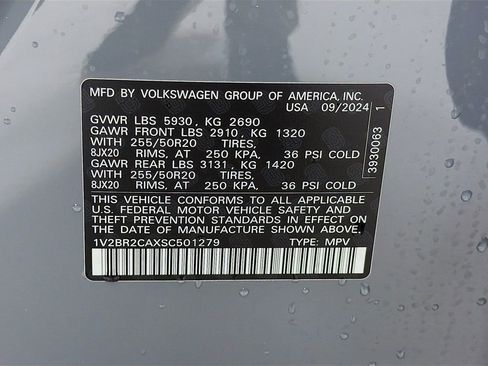 MFD BY VOLKSWAGEN GROUP OF AMERICA, INC.
USA 09/2024
GVWR LBS 5930, KG 2690
GAWR FRONT LBS 2910, KG 1320
WITH 255/50R20 TIRES,
8JX20 RIMS, AT 250 KPA, 36 PSI COLD
GAWR REAR LBS 3131, KG 1420
WITH 255/50R20 TIRES,
8JX20 RIMS, AT 250 KPA, 36 PSI COLD
THIS VEHICLE CONFORMS TO ALL APPLICABLE
U.S. FEDERAL MOTOR VEHICLE SAFETY AND
THEFT PREVENTION STANDARDS IN EFFECT ON
THE DATE OF MANUFACTURE SHOWN ABOVE.
1V2BR2CAXSC501279 TYPE: MPV
3930063 1